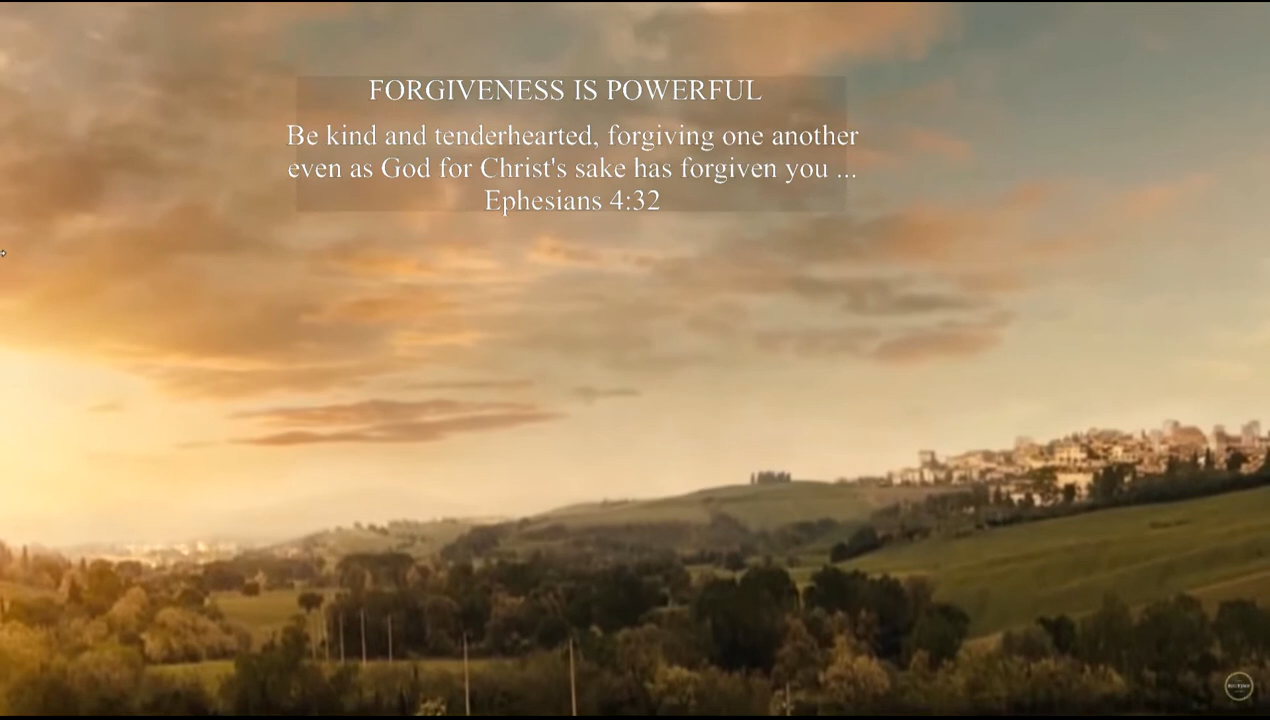 FORGIVENESS IS POWERFUL
Be kind and tenderhearted, forgiving one another
even as God for Christ's sake has forgiven you ...
Ephesians 4:32